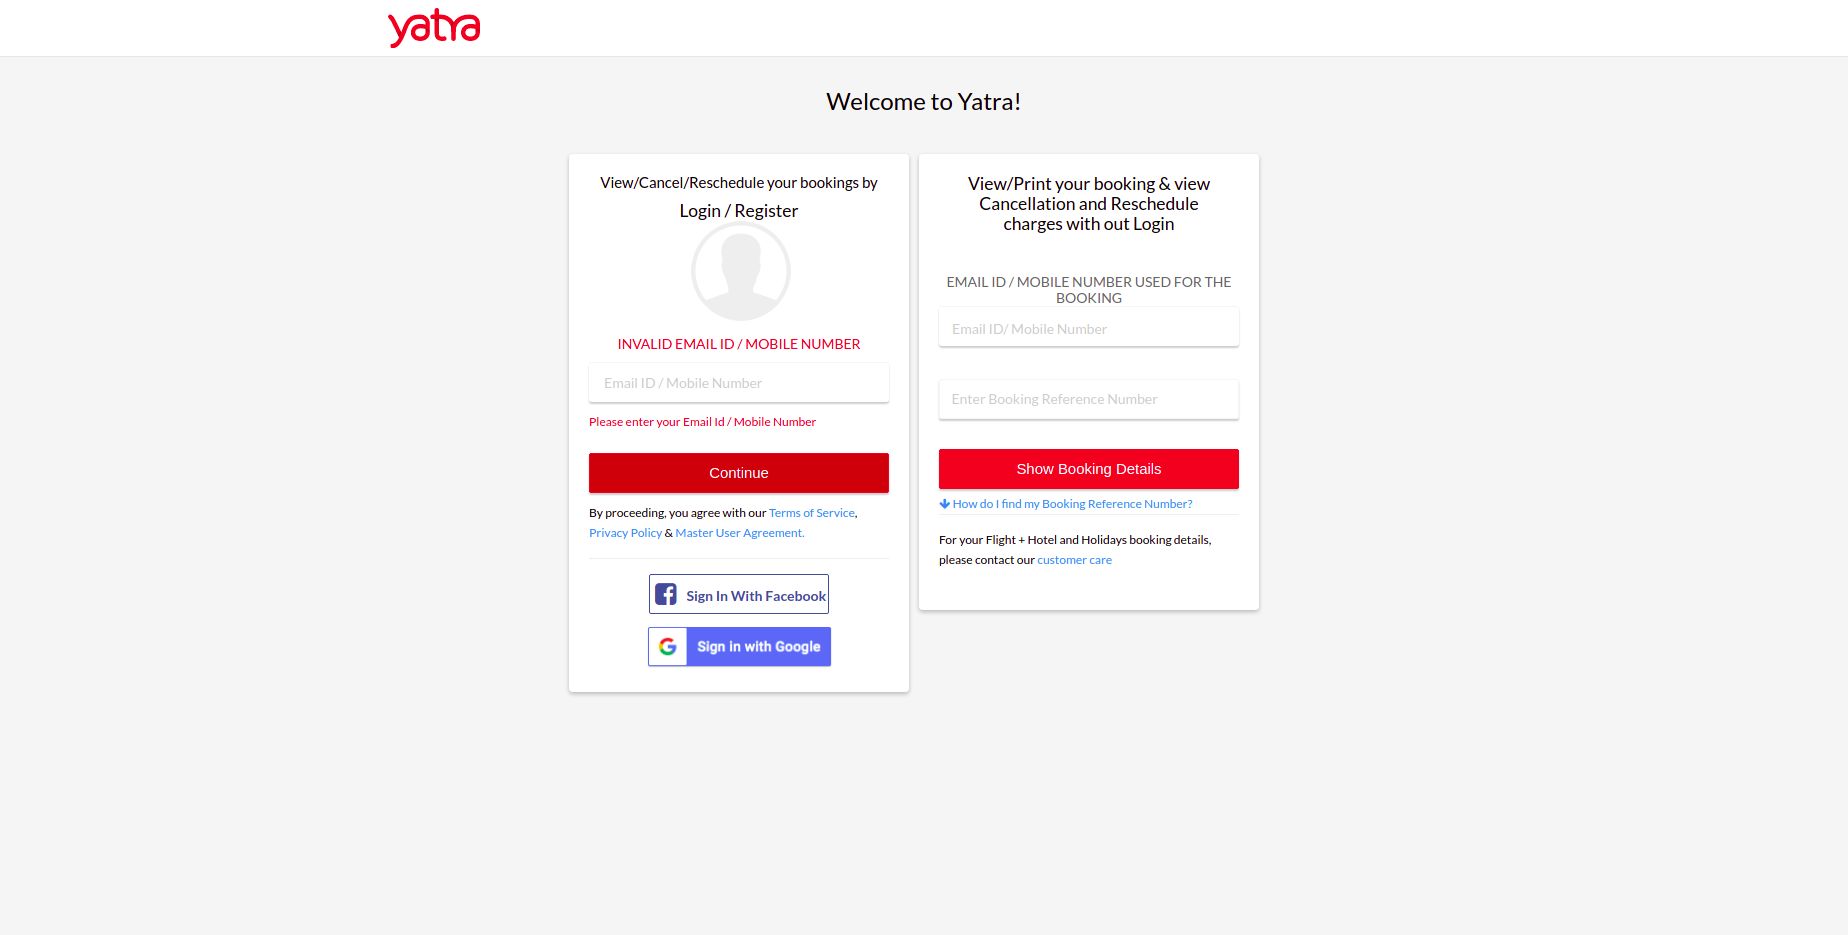 yatra
Welcome to Yatra!
View/Cancel/Reschedule your bookings by
Login / Register
INVALID EMAIL ID / MOBILE NUMBER
Email ID / Mobile Number
Please enter your Email Id / Mobile Number
Continue
By proceeding, you agree with our Terms of Service,
Privacy Policy & Master User Agreement.
Sign In With Facebook
Sign in with Google
View/Print your booking & view
Cancellation and Reschedule
charges with out Login
EMAIL ID / MOBILE NUMBER USED FOR THE
BOOKING
Email ID/ Mobile Number
Enter Booking Reference Number
Show Booking Details
How do I find my Booking Reference Number?
For your Flight + Hotel and Holidays booking details,
please contact our customer care